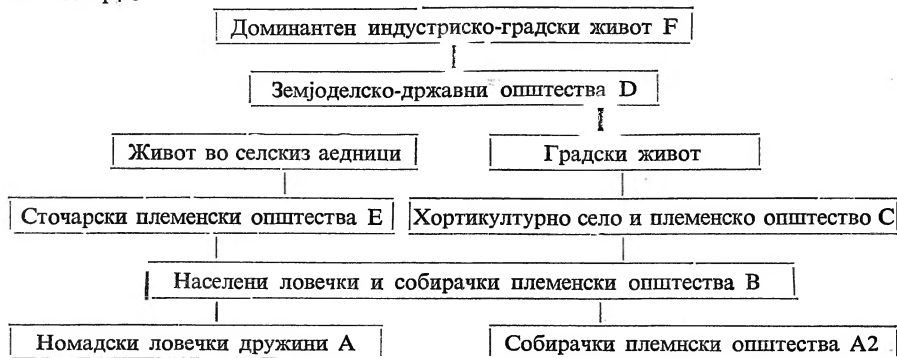 Доминантен индустриско-градски живот F
Земјоделско-државни општества D
Живот во селскиз аедници Градски живот
Сточарски племенски општества Е Хортикултурно село и племенско општество С
Населени ловечки и собирачки племенски општества В
Номадски ловечки дружини А Собирачки племнски општества А2